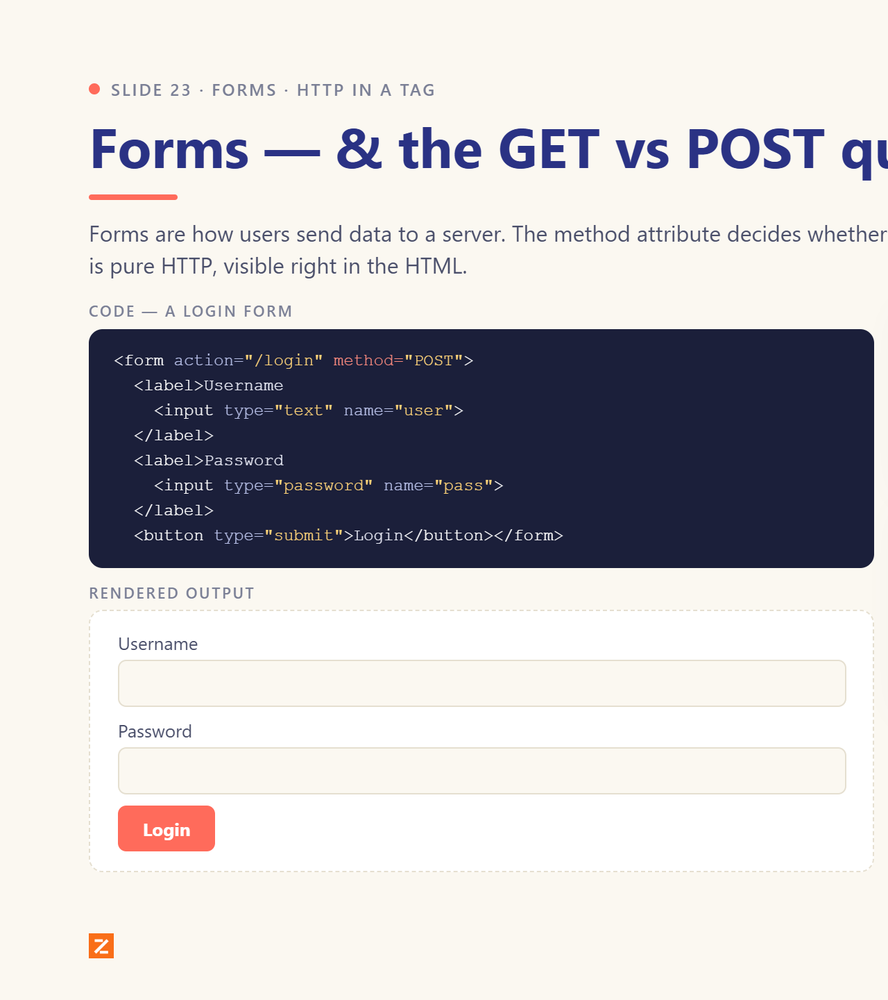 SLIDE 23 · FORMS · HTTP IN A TAG
Forms — & the GET vs POST
Forms are how users send data to a server. The method attribute decides whether
is pure HTTP, visible right in the HTML.
CODE — A LOGIN FORM
<form action="/login" method="POST">
  <label>Username
    <input type="text" name="user">
  </label>
  <label>Password
    <input type="password" name="pass">
  </label>
  <button type="submit">Login</button></form>
RENDERED OUTPUT
Username
Password
Login